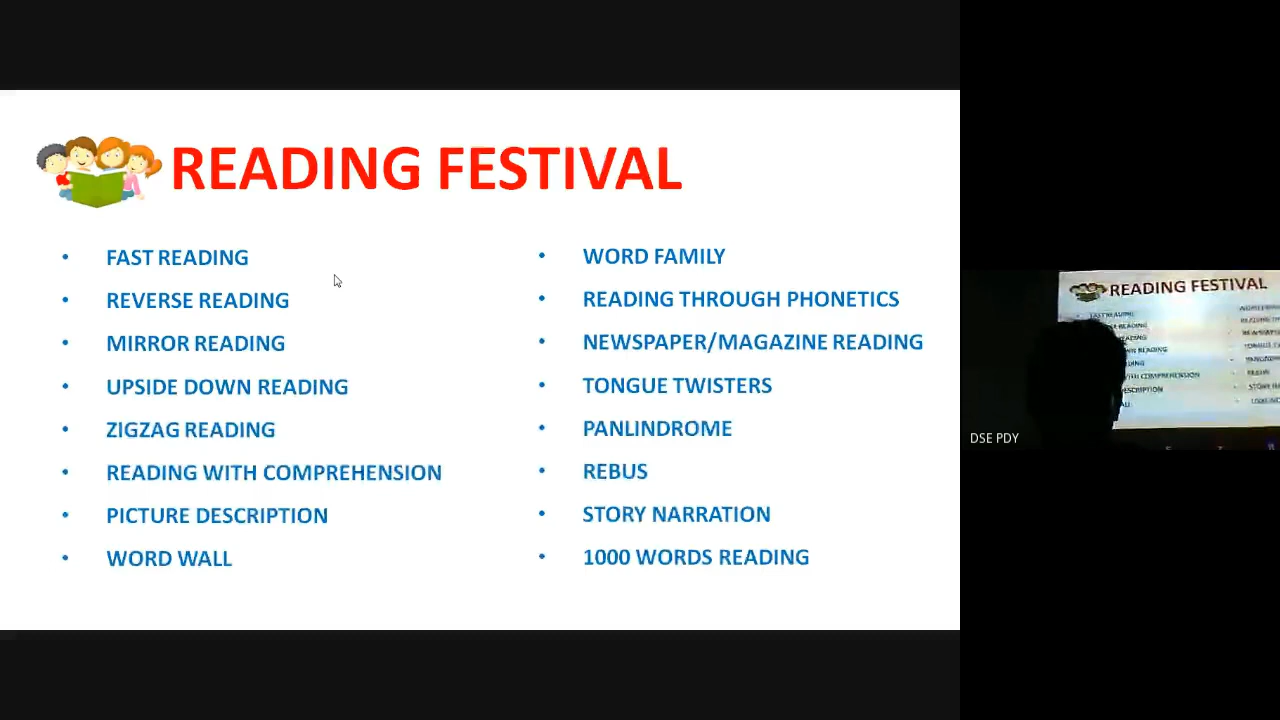 READING FESTIVAL
• FAST READING
• REVERSE READING
• MIRROR READING
• UPSIDE DOWN READING
• ZIGZAG READING
• READING WITH COMPREHENSION
• PICTURE DESCRIPTION
• WORD WALL
• WORD FAMILY
• READING THROUGH PHONETICS
• NEWSPAPER/MAGAZINE READING
• TONGUE TWISTERS
• PANLINDROME
• REBUS
• STORY NARRATION
• 1000 WORDS READING
READING FESTIVAL
DSE PDY